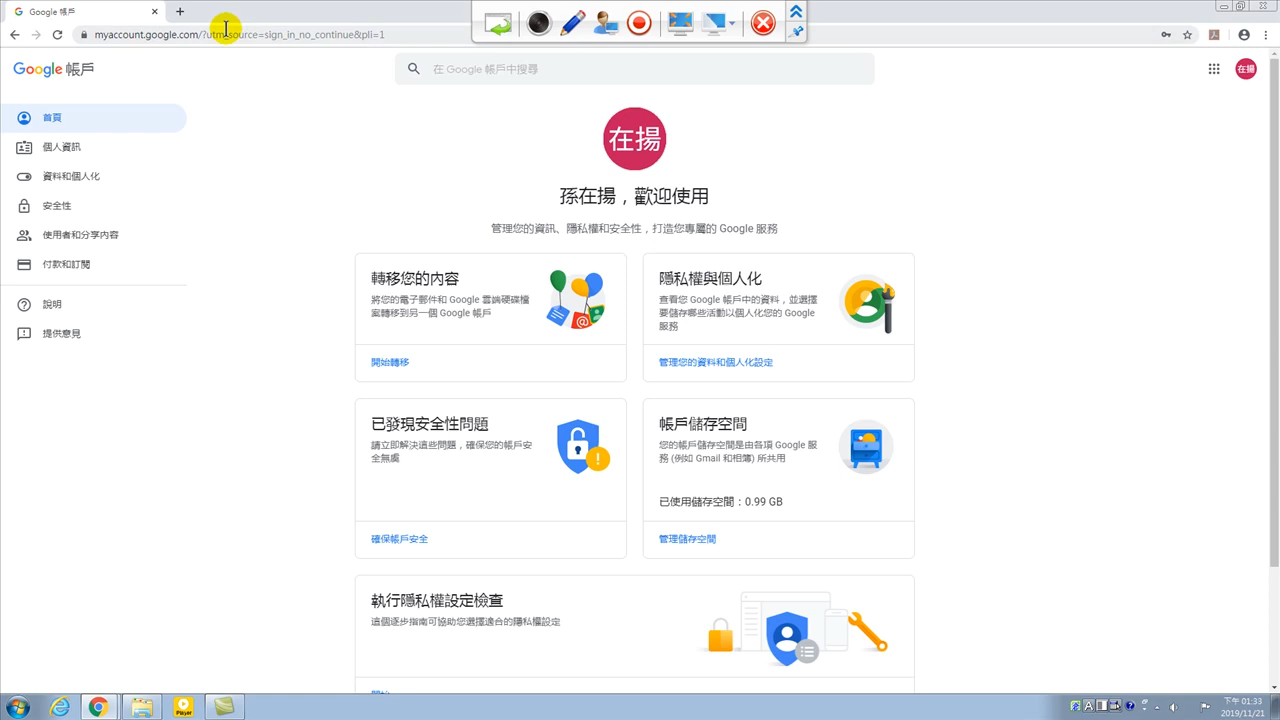 Google 帳戶
myaccount.google.com/?utm_source=sign_in_no_continue&pli=1
Google 帳戶
在 Google 帳戶中搜尋
在揚
首頁
個人資訊
資料和個人化
安全性
使用者和分享內容
付款和訂閱
說明
提供意見
在揚
孫在揚，歡迎使用
管理您的資訊、隱私權和安全性，打造您專屬的 Google 服務
轉移您的內容
將您的電子郵件和 Google 雲端硬碟檔
案轉移到另一個 Google 帳戶
開始轉移
隱私權與個人化
查看您 Google 帳戶中的資料，並選擇
要儲存哪些活動以個人化您的 Google
服務
管理您的資料和個人化設定
已發現安全性問題
請立即解決這些問題，確保您的帳戶安
全無虞
確保帳戶安全
帳戶儲存空間
您的帳戶儲存空間是由各項 Google 服
務 (例如 Gmail 和相簿) 所共用
已使用儲存空間：0.99 GB
管理儲存空間
執行隱私權設定檢查
這個逐步指南可協助您選擇適合的隱私權設定
Player
下午 01:33
2019/11/21